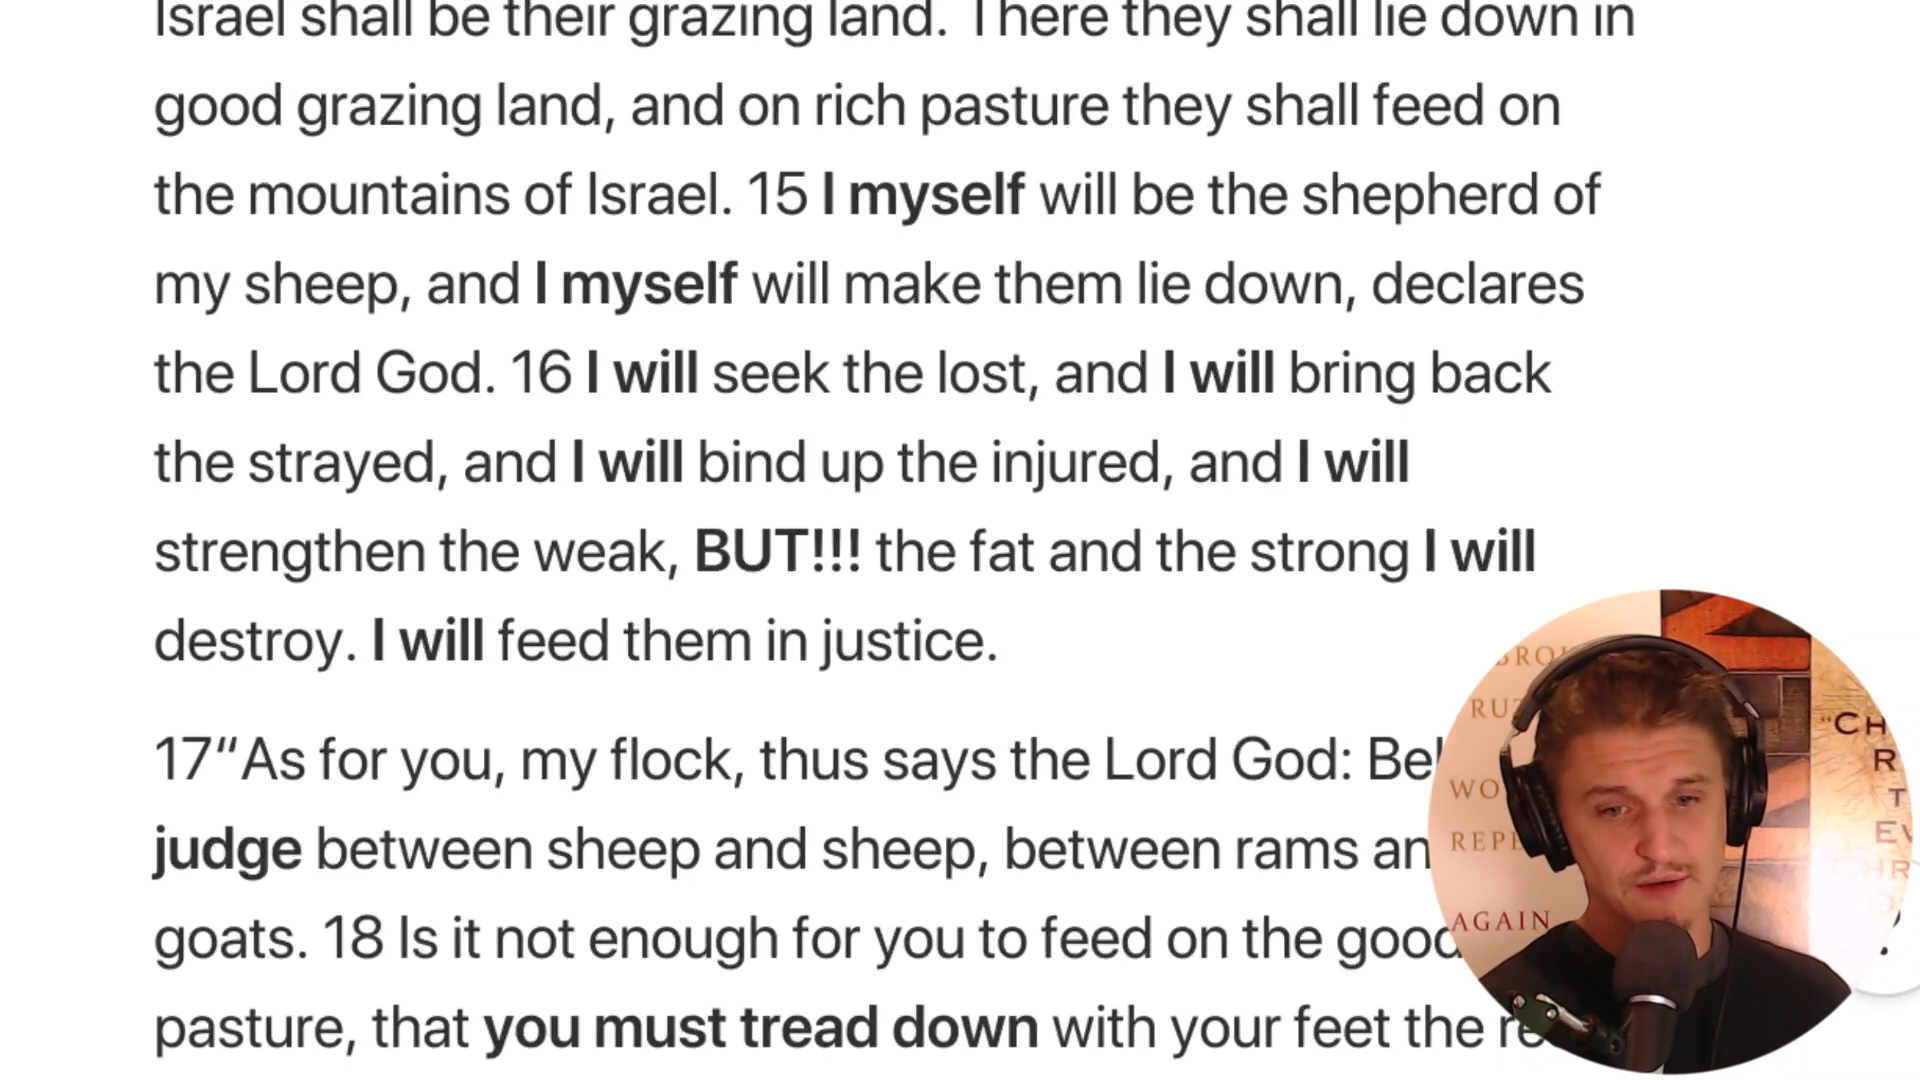 Israel shall be their grazing land. There they shall lie down in
good grazing land, and on rich pasture they shall feed on
the mountains of Israel. 15 I myself will be the shepherd of
my sheep, and I myself will make them lie down, declares
the Lord God. 16 I will seek the lost, and I will bring back
the strayed, and I will bind up the injured, and I will
strengthen the weak, BUT!!! the fat and the strong I will
destroy. I will feed them in justice.
17“As for you, my flock, thus says the Lord God:
judge between sheep and sheep, between rams
goats. 18 Is it not enough for you to feed on the good
pasture, that you must tread down with your feet the
AGAIN